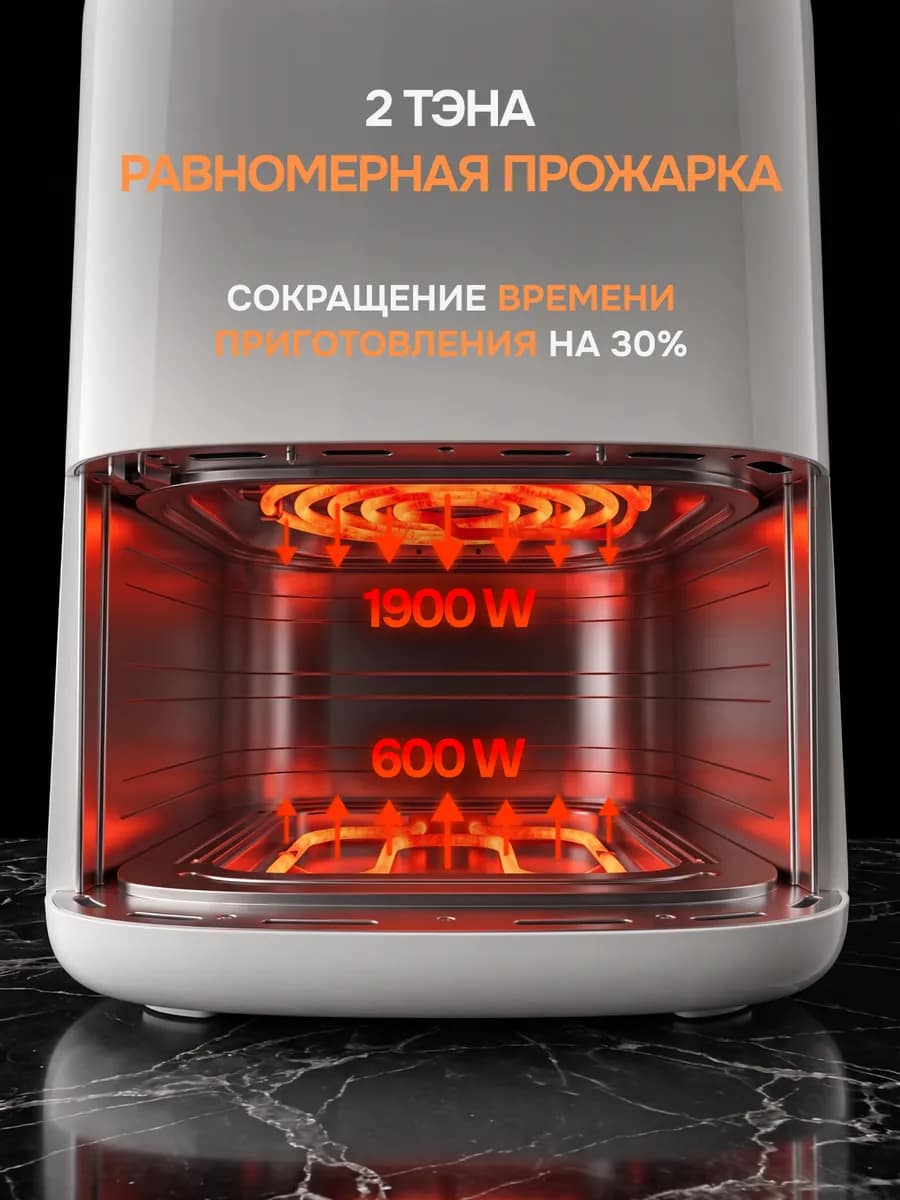 2 ТЭНА
РАВНОМЕРНАЯ ПРОЖАРКА
СОКРАЩЕНИЕ ВРЕМЕНИ
ПРИГОТОВЛЕНИЯ НА 30%
1900 W
600 W